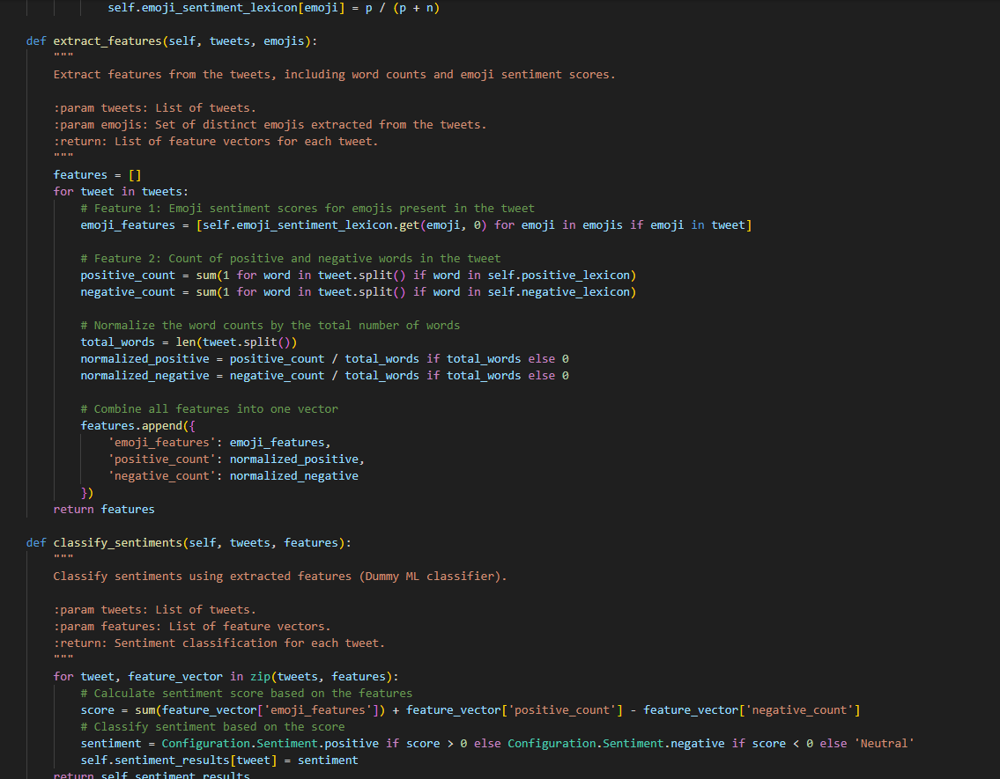 self.emoji_sentiment_lexicon[emoji] = p / (p + n)

def extract_features(self, tweets, emojis):
    """
    Extract features from the tweets, including word counts and emoji sentiment scores.

    :param tweets: List of tweets.
    :param emojis: Set of distinct emojis extracted from the tweets.
    :return: List of feature vectors for each tweet.
    """
    features = []
    for tweet in tweets:
        # Feature 1: Emoji sentiment scores for emojis present in the tweet
        emoji_features = [self.emoji_sentiment_lexicon.get(emoji, 0) for emoji in emojis if emoji in tweet]

        # Feature 2: Count of positive and negative words in the tweet
        positive_count = sum(1 for word in tweet.split() if word in self.positive_lexicon)
        negative_count = sum(1 for word in tweet.split() if word in self.negative_lexicon)

        # Normalize the word counts by the total number of words
        total_words = len(tweet.split())
        normalized_positive = positive_count / total_words if total_words else 0
        normalized_negative = negative_count / total_words if total_words else 0

        # Combine all features into one vector
        features.append({
            'emoji_features': emoji_features,
            'positive_count': normalized_positive,
            'negative_count': normalized_negative
        })
    return features

def classify_sentiments(self, tweets, features):
    """
    Classify sentiments using extracted features (Dummy ML classifier).

    :param tweets: List of tweets.
    :param features: List of feature vectors.
    :return: Sentiment classification for each tweet.
    """
    for tweet, feature_vector in zip(tweets, features):
        # Calculate sentiment score based on the features
        score = sum(feature_vector['emoji_features']) + feature_vector['positive_count'] - feature_vector['negative_count']
        # Classify sentiment based on the score
        sentiment = Configuration.Sentiment.positive if score > 0 else Configuration.Sentiment.negative if score < 0 else 'Neutral'
        self.sentiment_results[tweet] = sentiment
    return self.sentiment_results